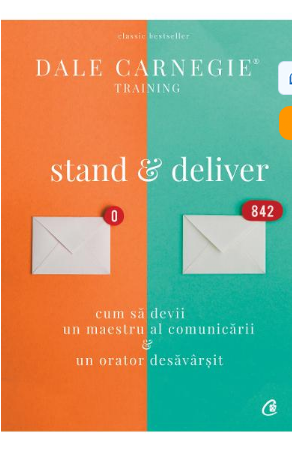 classic bestseller
DALE CARNEGIE®
TRAINING
stand & deliver
0
842
cum să devii
un maestru al comunicării
&
un orator desăvârșit